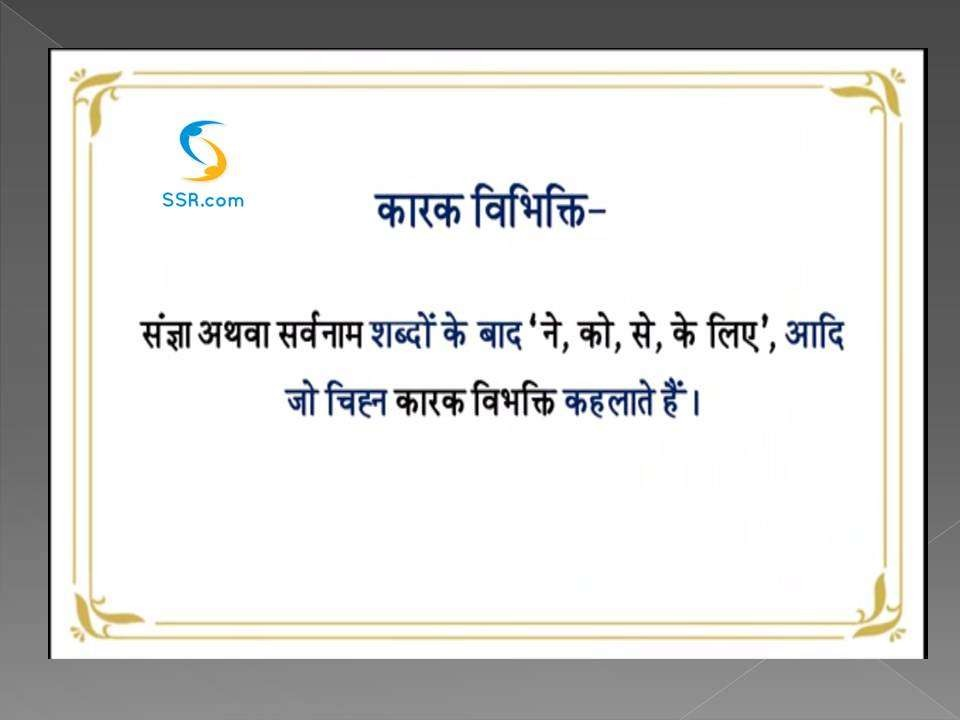 SSR.com
कारक विभिक्ति–
संज्ञा अथवा सर्वनाम शब्दों के बाद ‘ ने, को, से, के लिए’, आदि
जो चिह्न कारक विभक्ति कहलाते हैं ।